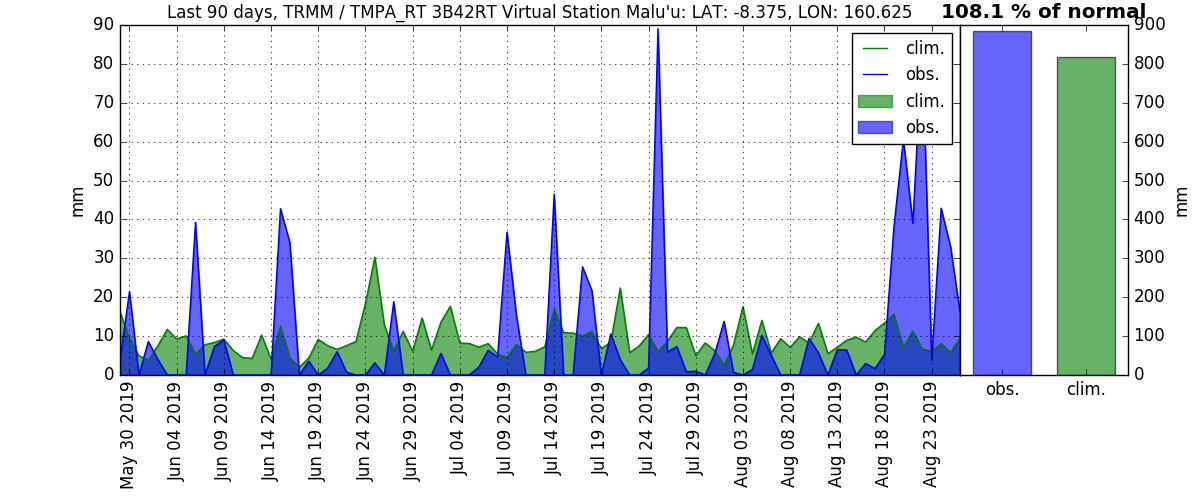 Last 90 days, TRMM / TMPA_RT 3B42RT Virtual Station Malu'u: LAT: -8.375, LON: 160.625
108.1 % of normal
90
80
70
60
50
40
30
20
10
0
mm
clim.
obs.
clim.
obs.
May 30 2019
Jun 04 2019
Jun 09 2019
Jun 14 2019
Jun 19 2019
Jun 24 2019
Jun 29 2019
Jul 04 2019
Jul 09 2019
Jul 14 2019
Jul 19 2019
Jul 24 2019
Jul 29 2019
Aug 03 2019
Aug 08 2019
Aug 13 2019
Aug 18 2019
Aug 23 2019
900
800
700
600
500
400
300
200
100
0
mm
obs.
clim.